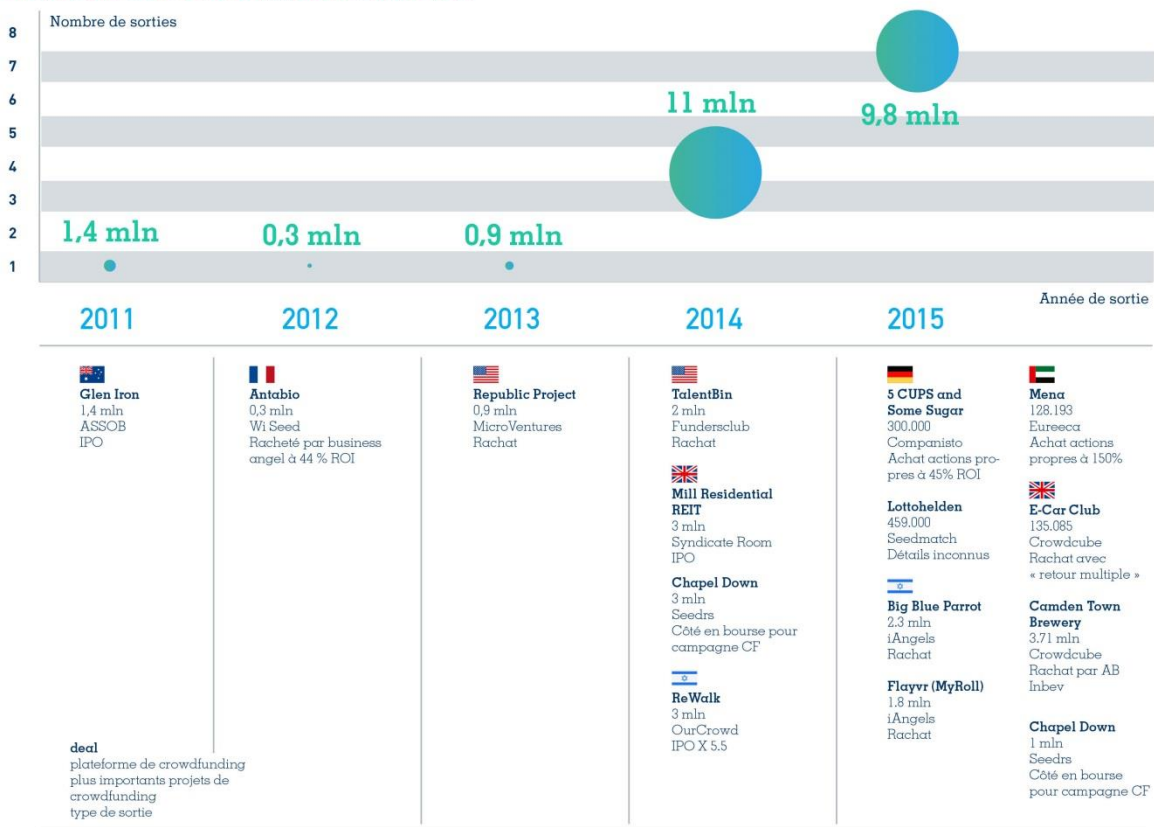 Nombre de sorties
8
7
6
5
4
3
2
1
1,4 mln
0,3 mln
0,9 mln
11 mln
9,8 mln
Année de sortie
2011
2012
2013
2014
2015
Glen Iron
1,4 mln
ASSOB
IPO
Antabio
0,3 mln
Wi Seed
Racheté par business
angel à 44 % ROI
Republic Project
0,9 mln
MicroVentures
Rachat
TalentBin
2 mln
Fundersclub
Rachat
Mill Residential
REIT
3 mln
Syndicate Room
IPO
Chapel Down
3 mln
Seedrs
Côté en bourse pour
campagne CF
ReWalk
3 mln
OurCrowd
IPO X 5.5
5 CUPS and
Some Sugar
300.000
Companisto
Achat actions pro-
pres à 45% ROI
Lottohelden
459.000
Seedmatch
Détails inconnus
Big Blue Parrot
2.3 mln
iAngels
Rachat
Flayvr (MyRoll)
1.8 mln
iAngels
Rachat
Mena
128.193
Eureeca
Achat actions
propres à 150%
E-Car Club
135.085
Crowdcube
Rachat avec
« retour multiple »
Camden Town
Brewery
3.71 mln
Crowdcube
Rachat par AB
Inbev
Chapel Down
1 mln
Seedrs
Côté en bourse
pour campagne CF
deal
plateforme de crowdfunding
plus importants projets de
crowdfunding
type de sortie